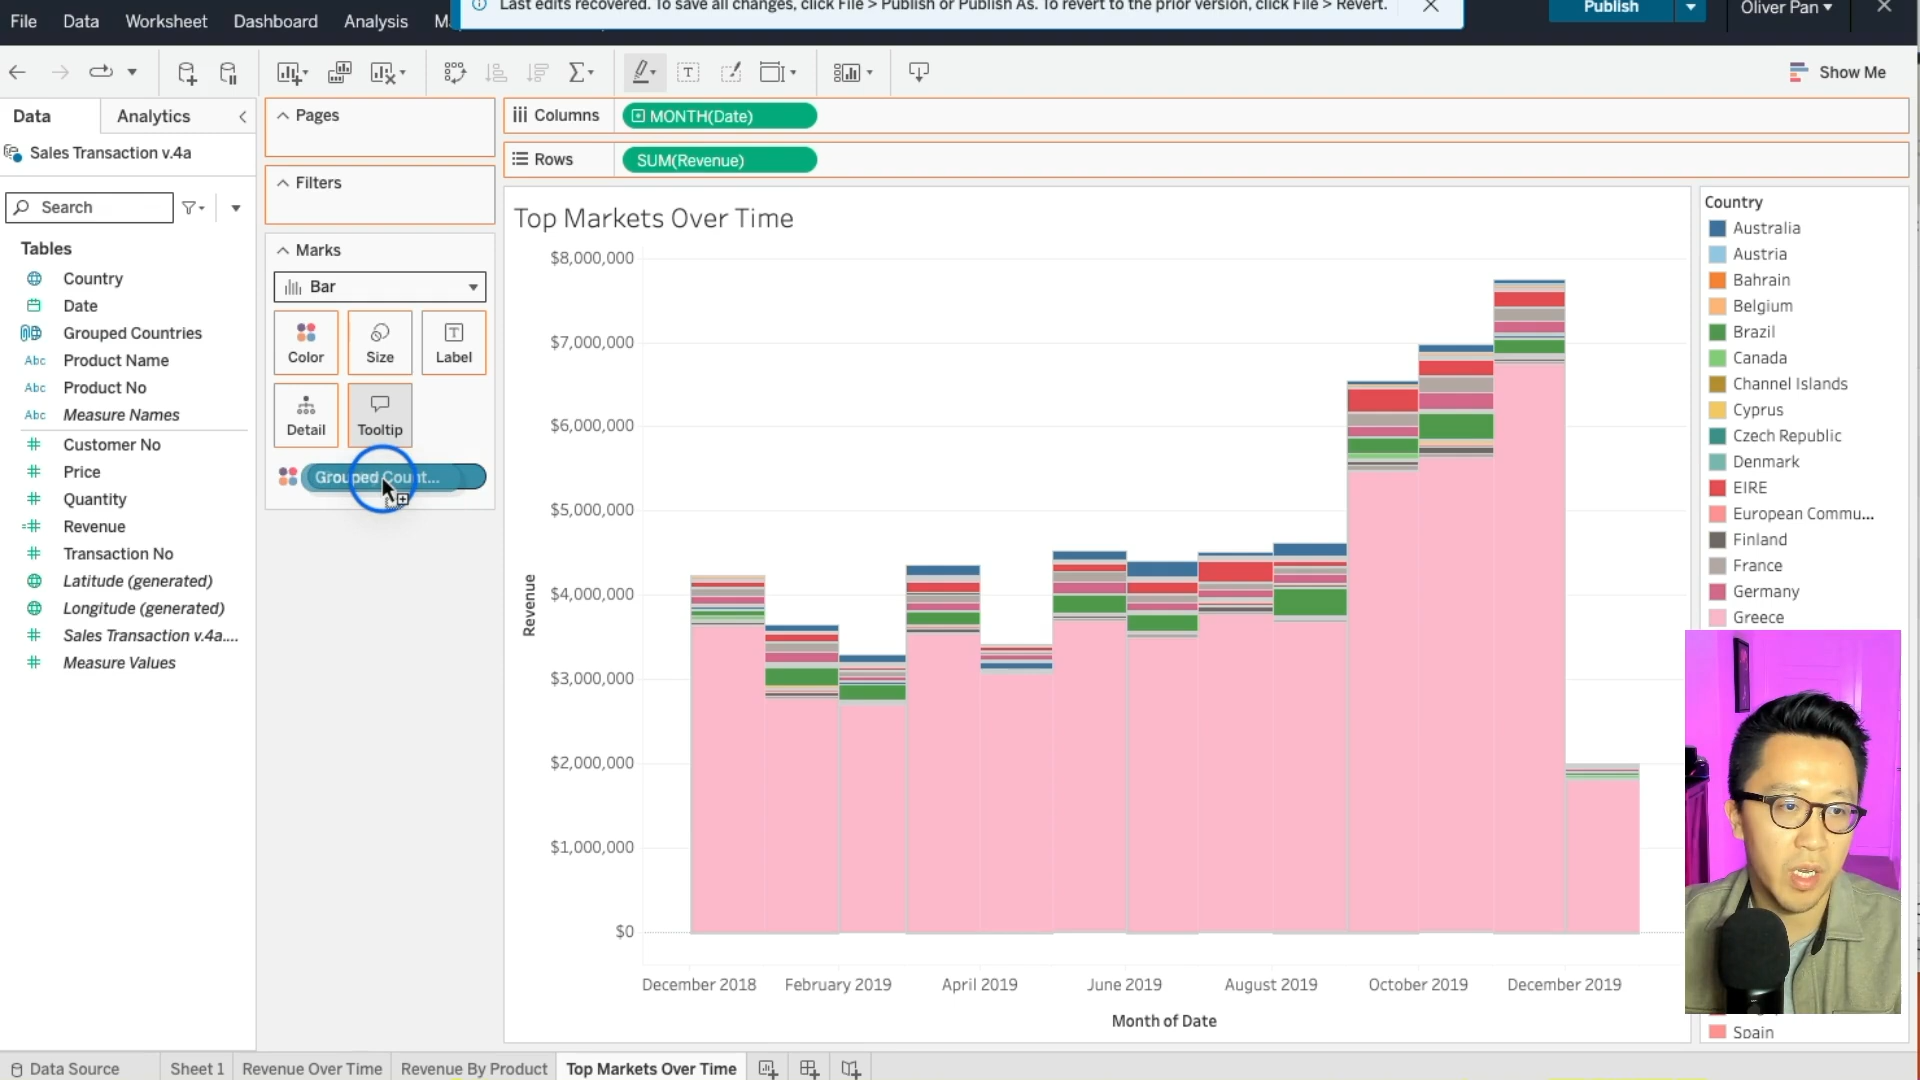 Last edits recovered. To save all changes, click File > Publish or Publish As. To revert to the prior version, click File > Revert.
Publish
Oliver Pan
File Data Worksheet Dashboard Analysis
Show Me
Data Analytics
Sales Transaction v.4a
Search
Tables
Country
Date
Grouped Countries
Abc Product Name
Abc Product No
Abc Measure Names
Customer No
Price
Quantity
Revenue
Transaction No
Latitude (generated)
Longitude (generated)
Sales Transaction v.4a....
Measure Values
Pages
Filters
Marks
Bar
Color Size Label
Detail Tooltip
Grouped Count...
Columns MONTH(Date)
Rows SUM(Revenue)
Top Markets Over Time
$8,000,000
$7,000,000
$6,000,000
$5,000,000
$4,000,000
$3,000,000
$2,000,000
$1,000,000
$0
Revenue
December 2018 February 2019 April 2019 June 2019 August 2019 October 2019 December 2019
Month of Date
Country
Australia
Austria
Bahrain
Belgium
Brazil
Canada
Channel Islands
Cyprus
Czech Republic
Denmark
EIRE
European Commu...
Finland
France
Germany
Greece
Spain
Data Source Sheet 1 Revenue Over Time Revenue By Product Top Markets Over Time